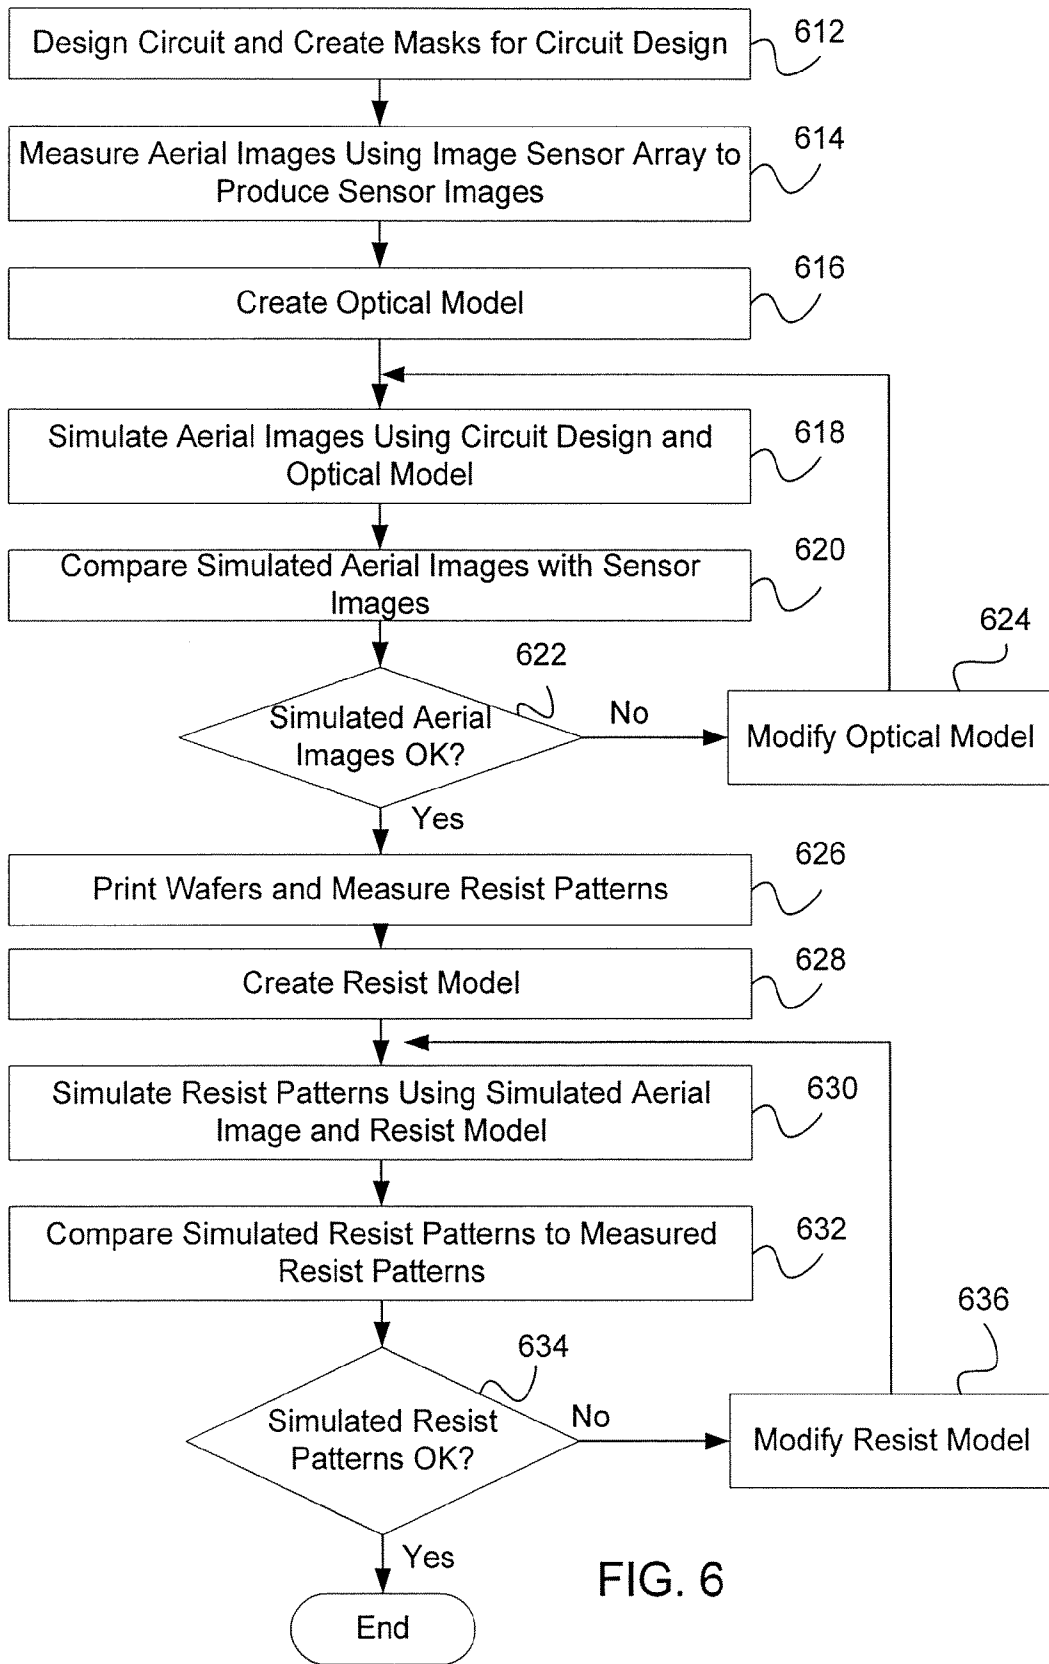 Design Circuit and Create Masks for Circuit Design
612
Measure Aerial Images Using Image Sensor Array to
Produce Sensor Images
614
Create Optical Model
616
Simulate Aerial Images Using Circuit Design and
Optical Model
618
Compare Simulated Aerial Images with Sensor
Images
620
622
Simulated Aerial
Images OK?
No
624
Modify Optical Model
Yes
Print Wafers and Measure Resist Patterns
626
Create Resist Model
628
Simulate Resist Patterns Using Simulated Aerial
Image and Resist Model
630
Compare Simulated Resist Patterns to Measured
Resist Patterns
632
634
Simulated Resist
Patterns OK?
No
636
Modify Resist Model
Yes
End
FIG. 6